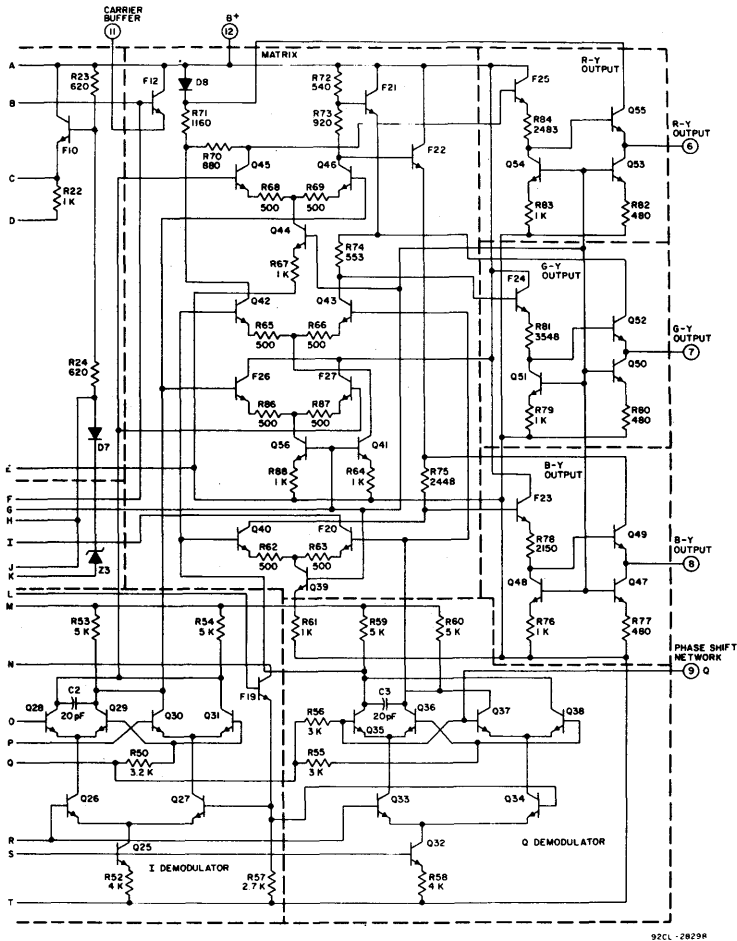 CARRIER
BUFFER
11
B+
12
MATRIX
A
R23
620
F12
D8
R72
540
F21
F25
R-Y
OUTPUT
B
R71
1160
R73
920
R84
2483
Q55
R-Y
OUTPUT
6
F10
R70
880
F22
C
Q45
Q46
Q54
Q53
R22
1K
R68
500
R69
500
R83
1K
R82
480
D
Q44
R67
1K
R74
553
G-Y
OUTPUT
Q42
Q43
F24
R65
500
R66
500
R81
3548
Q52
G-Y
OUTPUT
7
R24
620
F26
F27
Q51
Q50
R86
500
R87
500
R79
1K
R80
480
D7
Q56
Q41
E
R88
1K
R64
1K
R75
2448
B-Y
OUTPUT
F
G
H
F23
I
Q40
F20
R78
2150
Q49
B-Y
OUTPUT
8
J
K
Z3
R62
500
R63
500
Q39
Q48
Q47
L
M
R53
5K
R54
5K
R59
5K
R61
1K
R60
5K
R76
1K
R77
480
PHASE SHIFT
NETWORK
9 Q
N
F19
Q28
C2
20pF
Q29
Q30
Q31
R56
3K
C3
20pF
Q35
Q36
Q37
Q38
O
P
Q
R50
3.2K
R55
3K
Q26
Q27
Q33
Q34
R
S
Q25
Q32
Q DEMODULATOR
R52
4K
I DEMODULATOR
R57
2.7K
R58
4K
T
92CL-28298